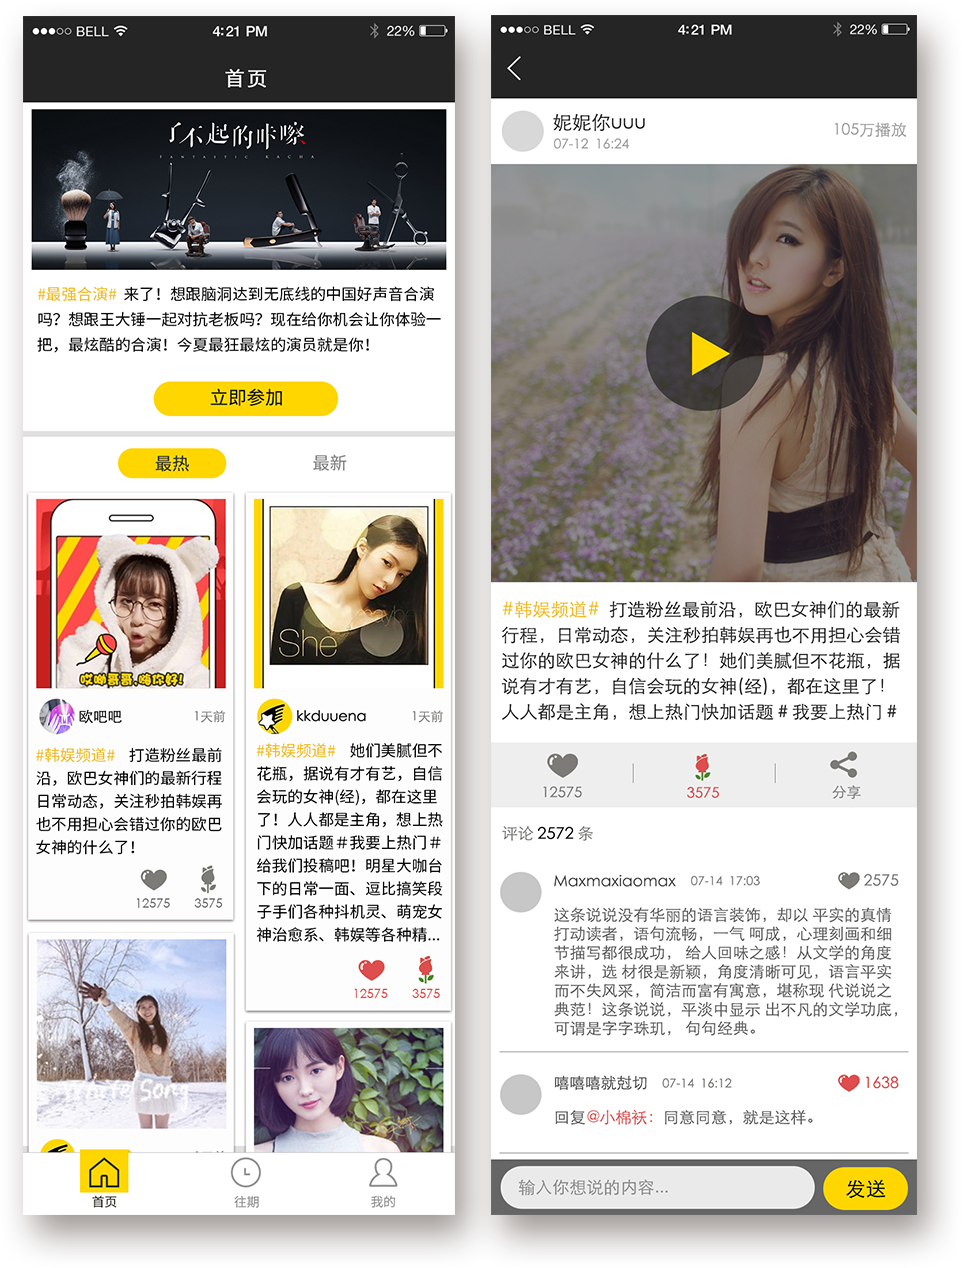 BELL
4:21 PM
22%
首页
了不起的咔嚓
FANTASTIC KACHA
#最强合演# 来了！想跟脑洞达到无底线的中国好声音合演
吗？想跟王大锤一起对抗老板吗？现在给你机会让你体验一
把，最炫酷的合演！今夏最狂最炫的演员就是你！
立即参加
最热
最新
哎呦哥哥,嗨你好!
欧吧吧
1天前
#韩娱频道# 打造粉丝最前
沿，欧巴女神们的最新行程
日常动态，关注秒拍韩娱再
也不用担心会错过你的欧巴
女神的什么了！
12575
3575
She
kkduuena
1天前
#韩娱频道# 她们美腻但不
花瓶，据说有才有艺，自信
会玩的女神(经)，都在这里
了！人人都是主角，想上热
门快加话题＃我要上热门＃
给我们投稿吧！明星大咖台
下的日常一面、逗比搞笑段
子手们各种抖机灵、萌宠女
神治愈系、韩娱等各种精...
12575
3575
White Song
首页
往期
我的
BELL
4:21 PM
22%
妮妮你UUU
07-12 16:24
105万播放
#韩娱频道# 打造粉丝最前沿，欧巴女神们的最新
行程，日常动态，关注秒拍韩娱再也不用担心会错
过你的欧巴女神的什么了！她们美腻但不花瓶，据
说有才有艺，自信会玩的女神(经)，都在这里了！
人人都是主角，想上热门快加话题＃我要上热门＃
12575
3575
分享
评论 2572 条
Maxmaxiaomax 07-14 17:03
2575
这条说说没有华丽的语言装饰，却以 平实的真情
打动读者，语句流畅，一气 呵成，心理刻画和细
节描写都很成功， 给人回味之感！从文学的角度
来讲，选 材很是新颖，角度清晰可见，语言平实
而不失风采，简洁而富有寓意，堪称现 代说说之
典范！这条说说，平淡中显示 出不凡的文学功底，
可谓是字字珠玑， 句句经典。
嘻嘻嘻就尅切 07-14 16:12
1638
回复@小棉袄：同意同意，就是这样。
输入你想说的内容...
发送